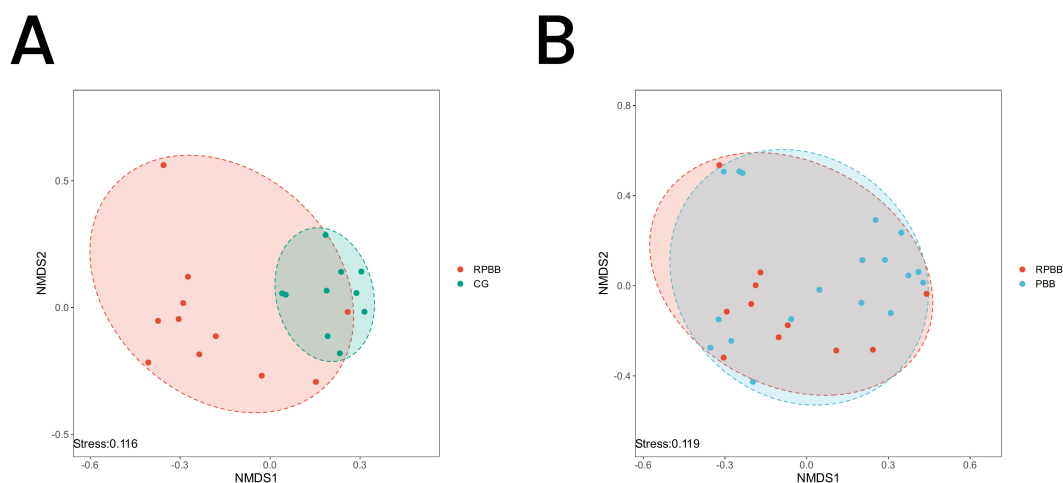 A
B
0.5
0.0
-0.5
NMDS2
Stress:0.116
-0.6
-0.3
0.0
0.3
NMDS1
RPBB
CG
0.8
0.4
0.0
-0.4
NMDS2
Stress:0.119
-0.6
-0.3
0.0
0.3
0.6
NMDS1
RPBB
PBB